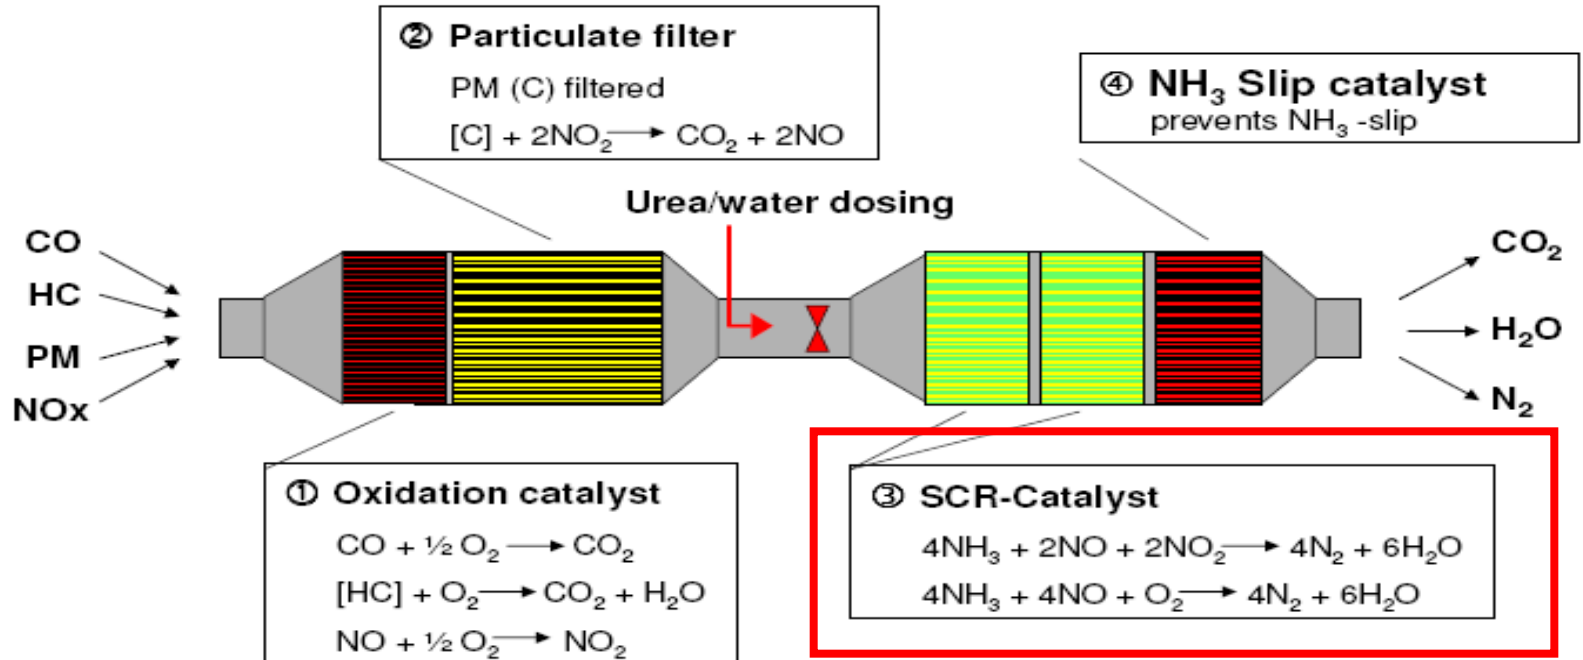 ② Particulate filter
PM (C) filtered
[C] + 2NO₂ → CO₂ + 2NO
④ NH₃ Slip catalyst
prevents NH₃ -slip
Urea/water dosing
CO
HC
PM
NOx
CO₂
H₂O
N₂
① Oxidation catalyst
CO + ½ O₂ → CO₂
[HC] + O₂ → CO₂ + H₂O
NO + ½ O₂ → NO₂
③ SCR-Catalyst
4NH₃ + 2NO + 2NO₂ → 4N₂ + 6H₂O
4NH₃ + 4NO + O₂ → 4N₂ + 6H₂O